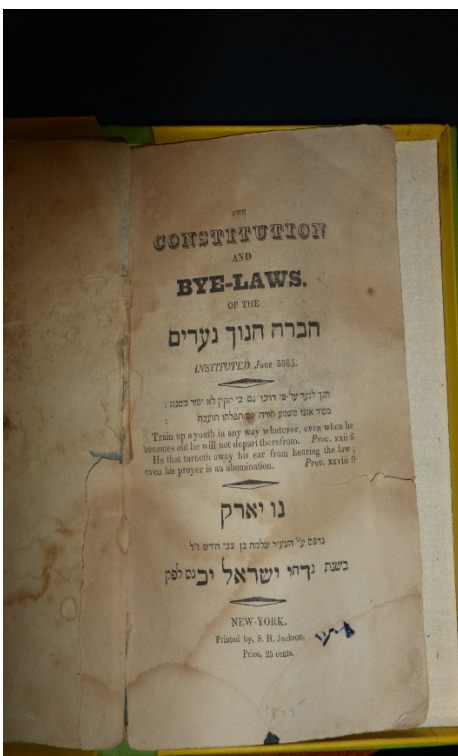 THE
CONSTITUTION
AND
BYE-LAWS.
OF THE
חברה חנוך נערים
INSTITUTED June 5585.
חנך לנער על־פי דרכו גם כי יזקין לא יסור ממנה :
מסיר אזנו משמוע תורה גם תפלתו תועבה :
Train up a youth in any way whatever, even when he
becomes old he will not depart therefrom. Prov. xxii 6
He that turneth away his ear from hearing the law ;
even his prayer is an abomination. Prov. xxviii 9
נו יארק
נדפס ע״י הצעיר שלמה בן צבי הירש ז״ל
בשנת נדחי ישראל יכנס לפק
NEW-YORK.
Printed by, S. H. Jackson,
Price, 25 cents.